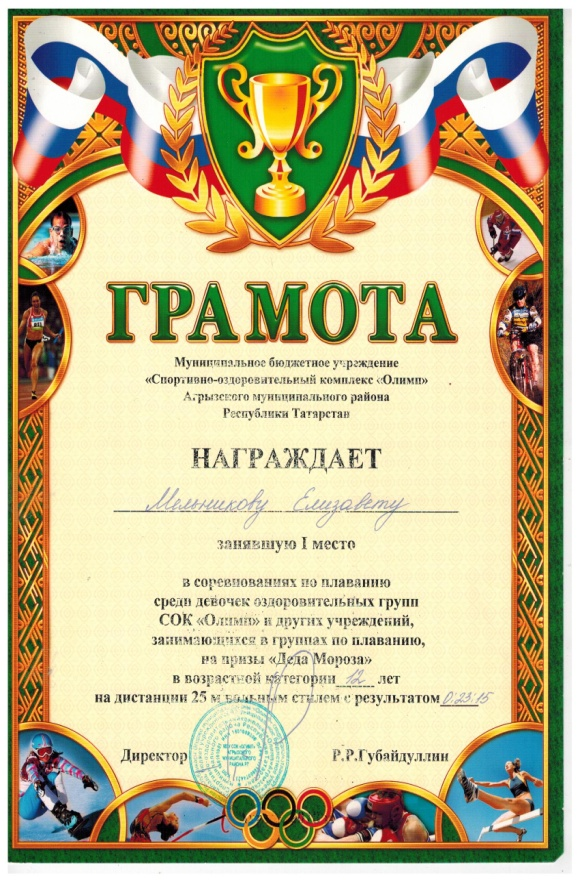 ГРАМОТА
Муниципальное бюджетное учреждение
«Спортивно-оздоровительный комплекс «Олимп»
Агрызского муниципального района
Республики Татарстан
НАГРАЖДАЕТ
Мельникову Елизавету
занявшую I место
в соревнованиях по плаванию
среди девочек оздоровительных групп
СОК «Олимп» и других учреждений,
занимающихся в группах по плаванию,
на призы «Деда Мороза»
в возрастной категории 12 лет
на дистанции 25 м вольным стилем с результатом 0:23:15
Директор Р.Р.Губайдуллин